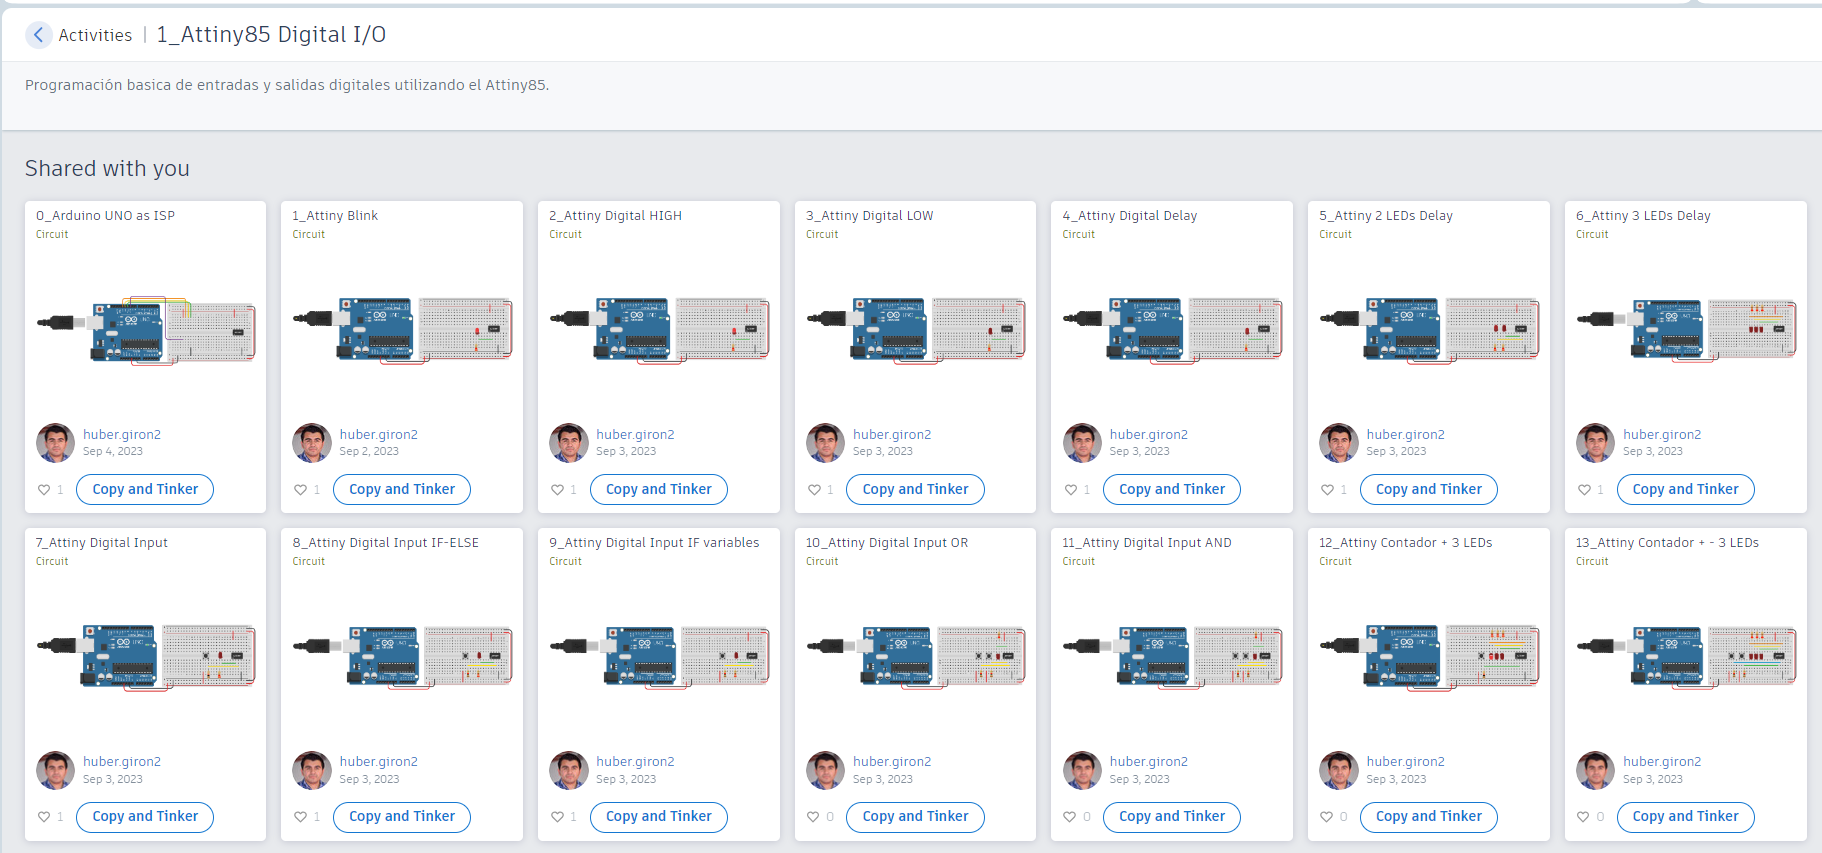 Activities | 1_Attiny85 Digital I/O
Programación basica de entradas y salidas digitales utilizando el Attiny85.
Shared with you
0_Arduino UNO as ISP
Circuit
huber.giron2
Sep 4, 2023
1 Copy and Tinker
1_Attiny Blink
Circuit
huber.giron2
Sep 2, 2023
1 Copy and Tinker
2_Attiny Digital HIGH
Circuit
huber.giron2
Sep 3, 2023
1 Copy and Tinker
3_Attiny Digital LOW
Circuit
huber.giron2
Sep 3, 2023
1 Copy and Tinker
4_Attiny Digital Delay
Circuit
huber.giron2
Sep 3, 2023
1 Copy and Tinker
5_Attiny 2 LEDs Delay
Circuit
huber.giron2
Sep 3, 2023
1 Copy and Tinker
6_Attiny 3 LEDs Delay
Circuit
huber.giron2
Sep 3, 2023
1 Copy and Tinker
7_Attiny Digital Input
Circuit
huber.giron2
Sep 3, 2023
1 Copy and Tinker
8_Attiny Digital Input IF-ELSE
Circuit
huber.giron2
Sep 3, 2023
1 Copy and Tinker
9_Attiny Digital Input IF variables
Circuit
huber.giron2
Sep 3, 2023
1 Copy and Tinker
10_Attiny Digital Input OR
Circuit
huber.giron2
Sep 3, 2023
0 Copy and Tinker
11_Attiny Digital Input AND
Circuit
huber.giron2
Sep 3, 2023
0 Copy and Tinker
12_Attiny Contador + 3 LEDs
Circuit
huber.giron2
Sep 3, 2023
0 Copy and Tinker
13_Attiny Contador + - 3 LEDs
Circuit
huber.giron2
Sep 3, 2023
0 Copy and Tinker